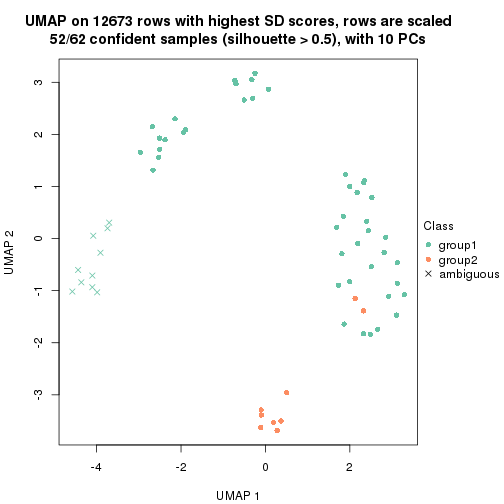 UMAP on 12673 rows with highest SD scores, rows are scaled
52/62 confident samples (silhouette > 0.5), with 10 PCs
3
2
1
0
-1
-2
-3
UMAP 2
-4
-2
0
2
UMAP 1
Class
group1
group2
ambiguous